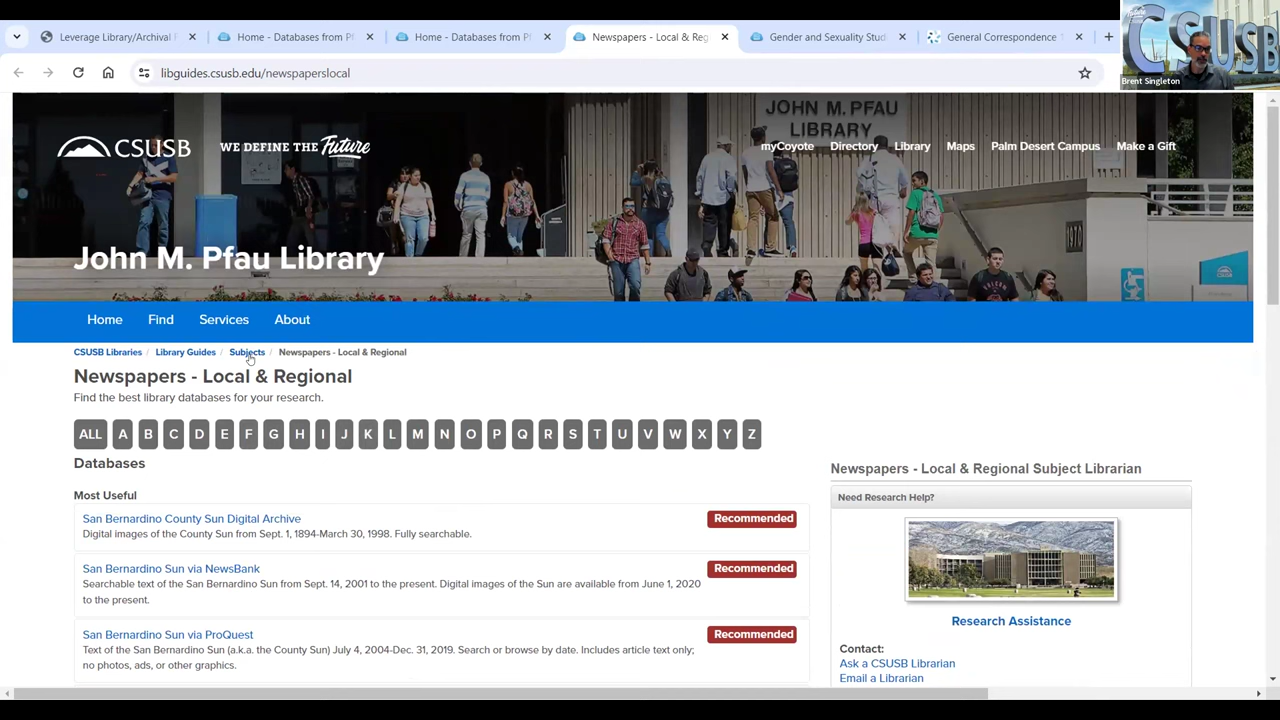 Leverage Library/Archival
Home - Databases from Pf
Home - Databases from Pf
Newspapers - Local & Reg
Gender and Sexuality Stud
General Correspondence
libguides.csusb.edu/newspaperslocal
CSUSB
Brent Singleton
JOHN M. PFAU
LIBRARY
CSUSB
WE DEFINE THE Future
myCoyote
Directory
Library
Maps
Palm Desert Campus
Make a Gift
1970
John M. Pfau Library
Home
Find
Services
About
CSUSB Libraries / Library Guides / Subjects / Newspapers - Local & Regional
Newspapers - Local & Regional
Find the best library databases for your research.
ALL A B C D E F G H I J K L M N O P Q R S T U V W X Y Z
Databases
Newspapers - Local & Regional Subject Librarian
Most Useful
Need Research Help?
San Bernardino County Sun Digital Archive
Recommended
Digital images of the County Sun from Sept. 1, 1894-March 30, 1998. Fully searchable.
San Bernardino Sun via NewsBank
Recommended
Searchable text of the San Bernardino Sun from Sept. 14, 2001 to the present. Digital images of the Sun are available from June 1, 2020
to the present.
Research Assistance
San Bernardino Sun via ProQuest
Recommended
Text of the San Bernardino Sun (a.k.a. the County Sun) July 4, 2004-Dec. 31, 2019. Search or browse by date. Includes article text only;
no photos, ads, or other graphics.
Contact:
Ask a CSUSB Librarian
Email a Librarian